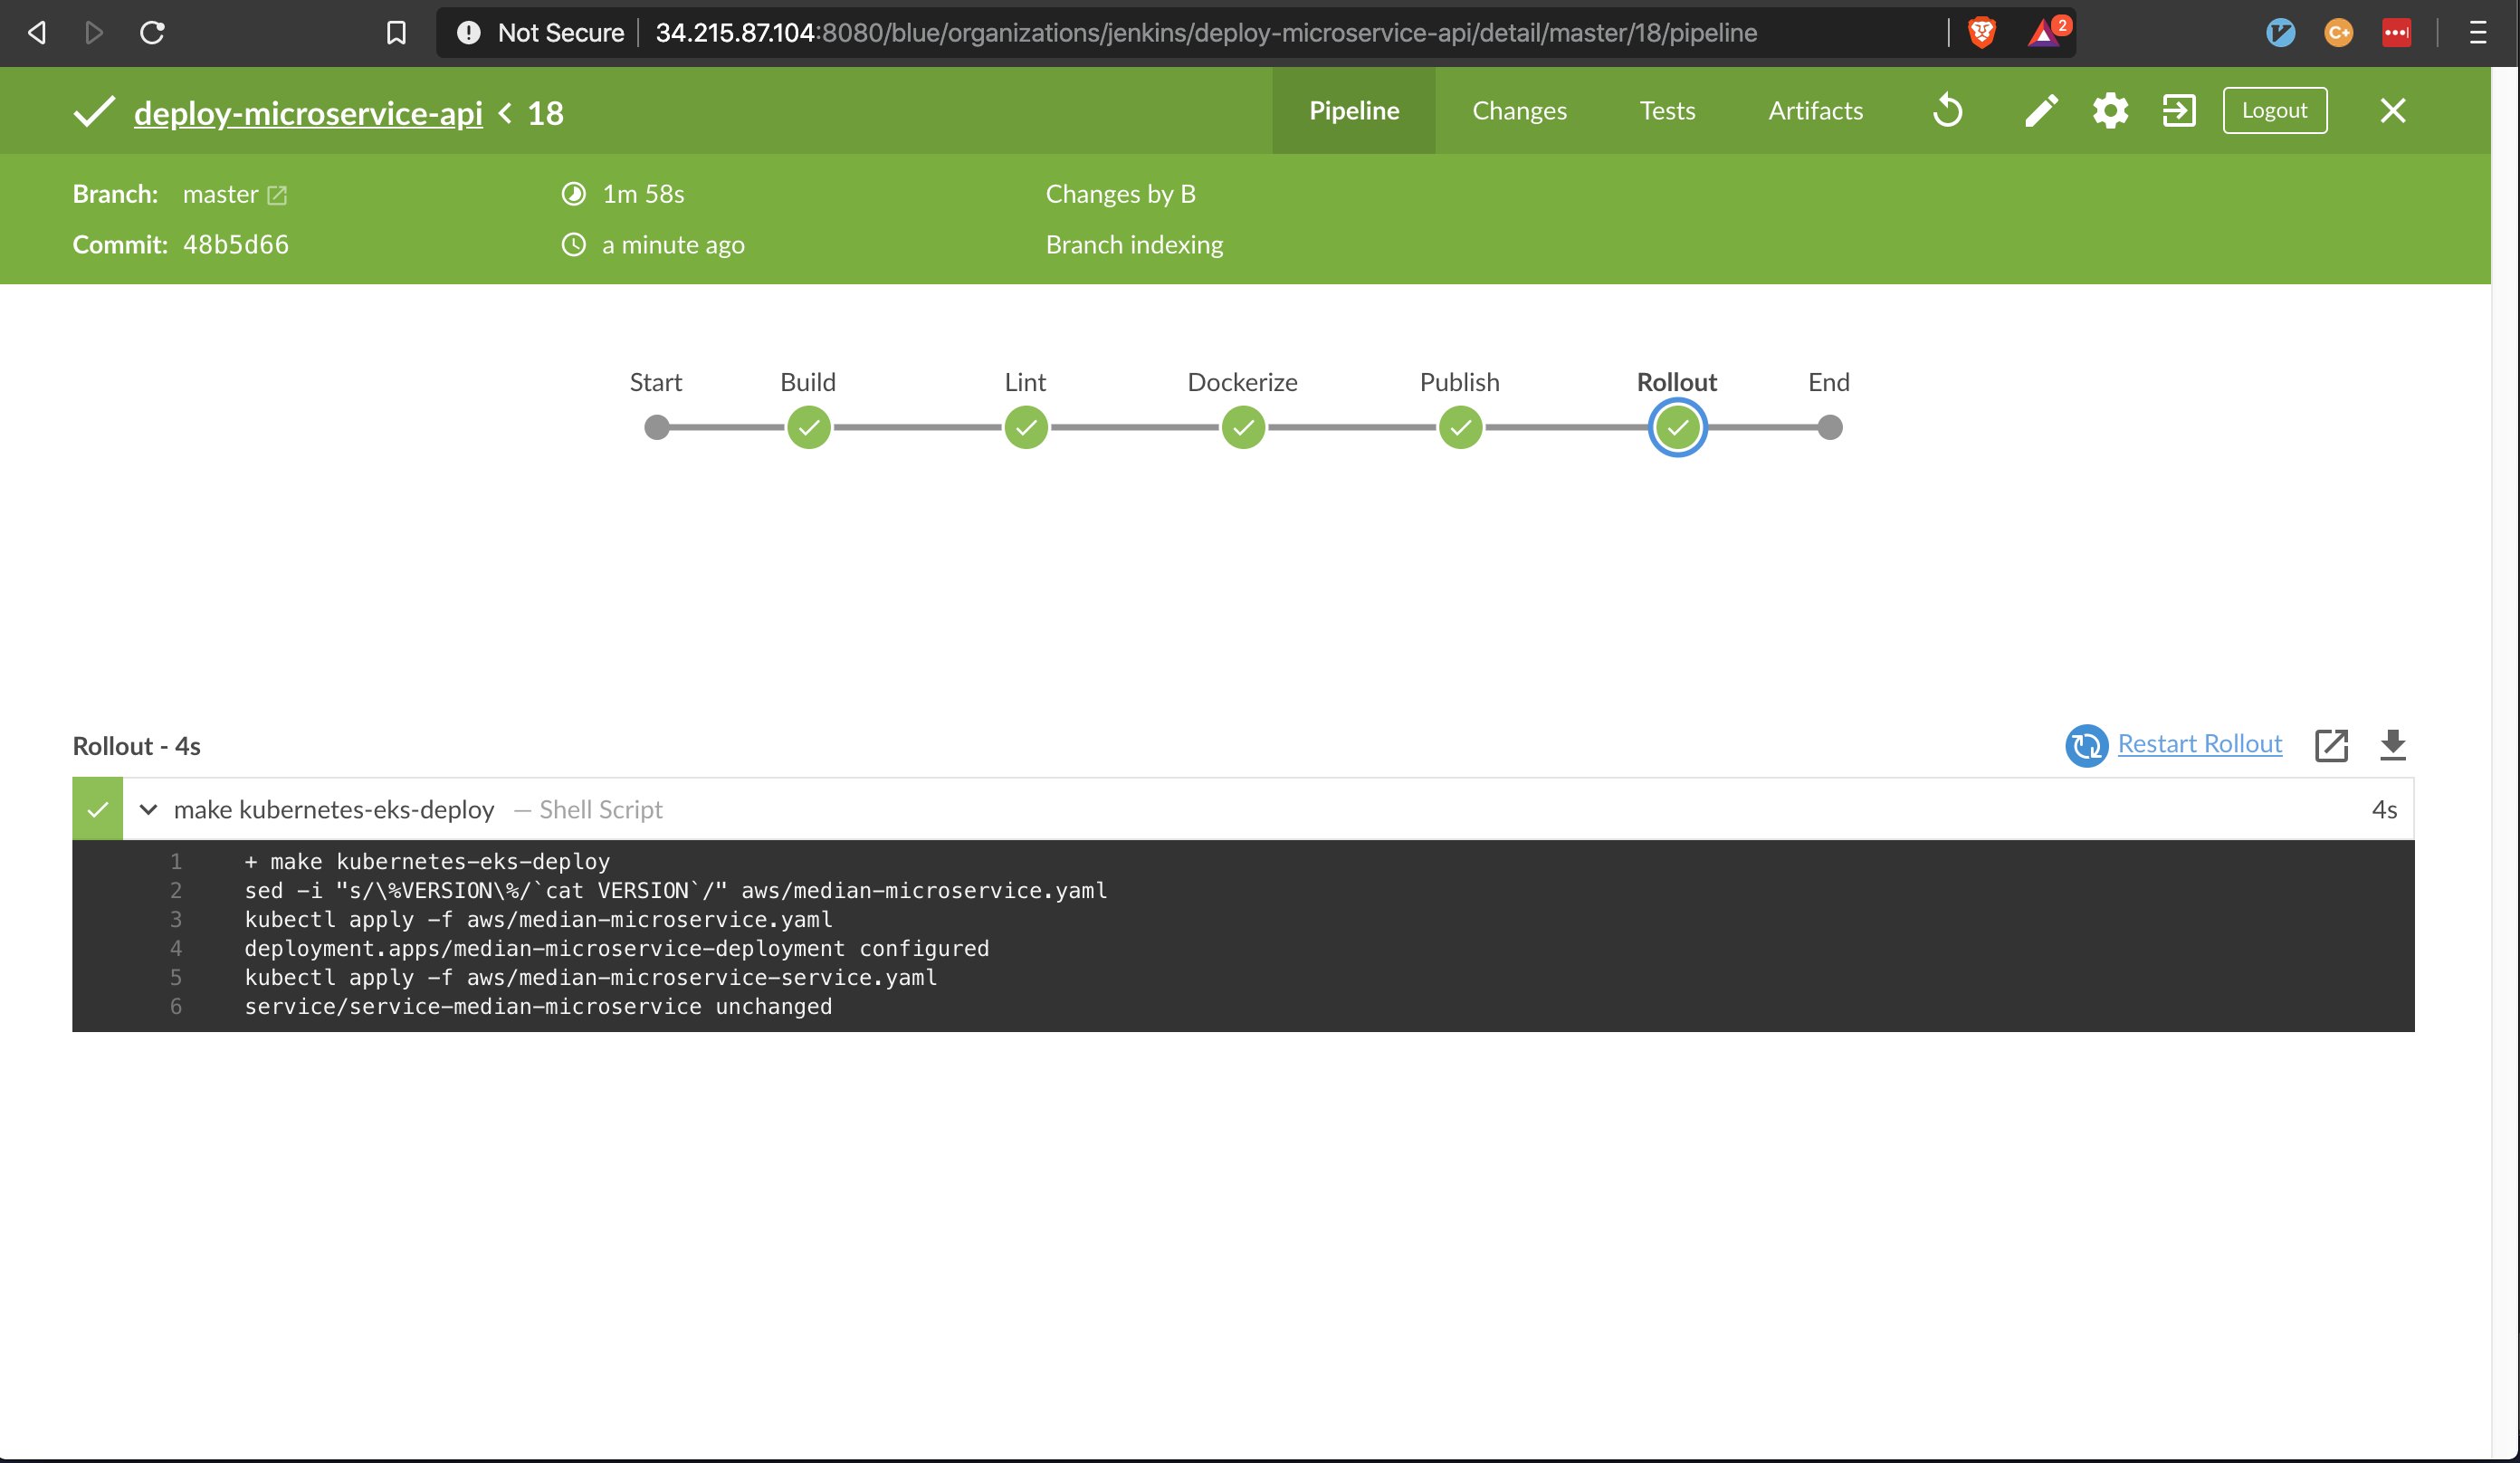 Not Secure 34.215.87.104:8080/blue/organizations/jenkins/deploy-microservice-api/detail/master/18/pipeline 2
deploy-microservice-api < 18 Pipeline Changes Tests Artifacts Logout
Branch: master 1m 58s Changes by B
Commit: 48b5d66 a minute ago Branch indexing
Start Build Lint Dockerize Publish Rollout End
Rollout - 4s Restart Rollout
make kubernetes-eks-deploy — Shell Script 4s
1 + make kubernetes-eks-deploy
2 sed -i "s/\%VERSION\%/`cat VERSION`/" aws/median-microservice.yaml
3 kubectl apply -f aws/median-microservice.yaml
4 deployment.apps/median-microservice-deployment configured
5 kubectl apply -f aws/median-microservice-service.yaml
6 service/service-median-microservice unchanged